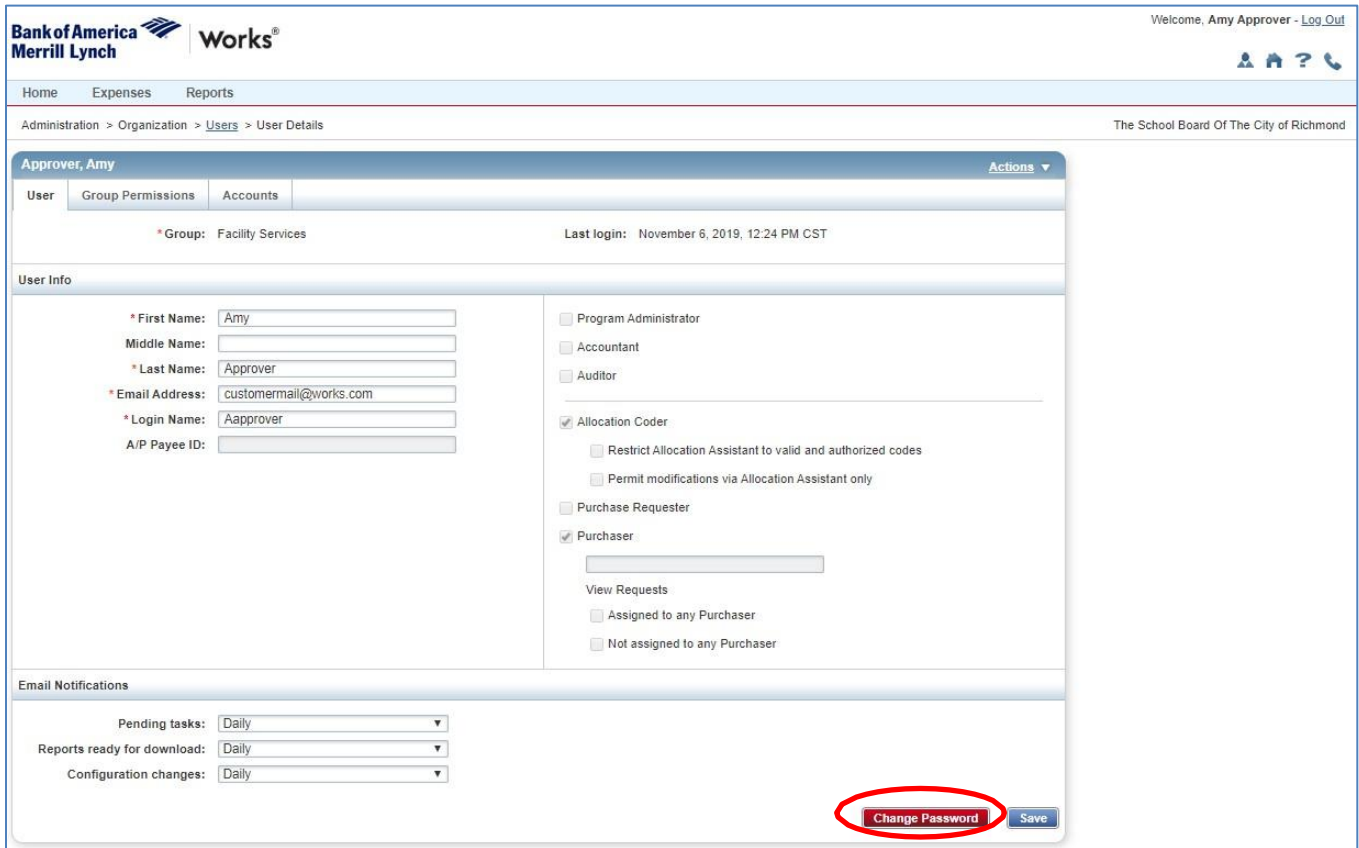 Bank of America
Merrill Lynch
Works®
Welcome, Amy Approver - Log Out
Home Expenses Reports
Administration > Organization > Users > User Details
The School Board Of The City of Richmond
Approver, Amy
Actions ▼
User Group Permissions Accounts
*Group: Facility Services
Last login: November 6, 2019, 12:24 PM CST
User Info
*First Name: Amy
Middle Name:
*Last Name: Approver
*Email Address: customermail@works.com
*Login Name: Aapprover
A/P Payee ID:
Program Administrator
Accountant
Auditor
Allocation Coder
Restrict Allocation Assistant to valid and authorized codes
Permit modifications via Allocation Assistant only
Purchase Requester
Purchaser
View Requests
Assigned to any Purchaser
Not assigned to any Purchaser
Email Notifications
Pending tasks: Daily
Reports ready for download: Daily
Configuration changes: Daily
Change Password
Save